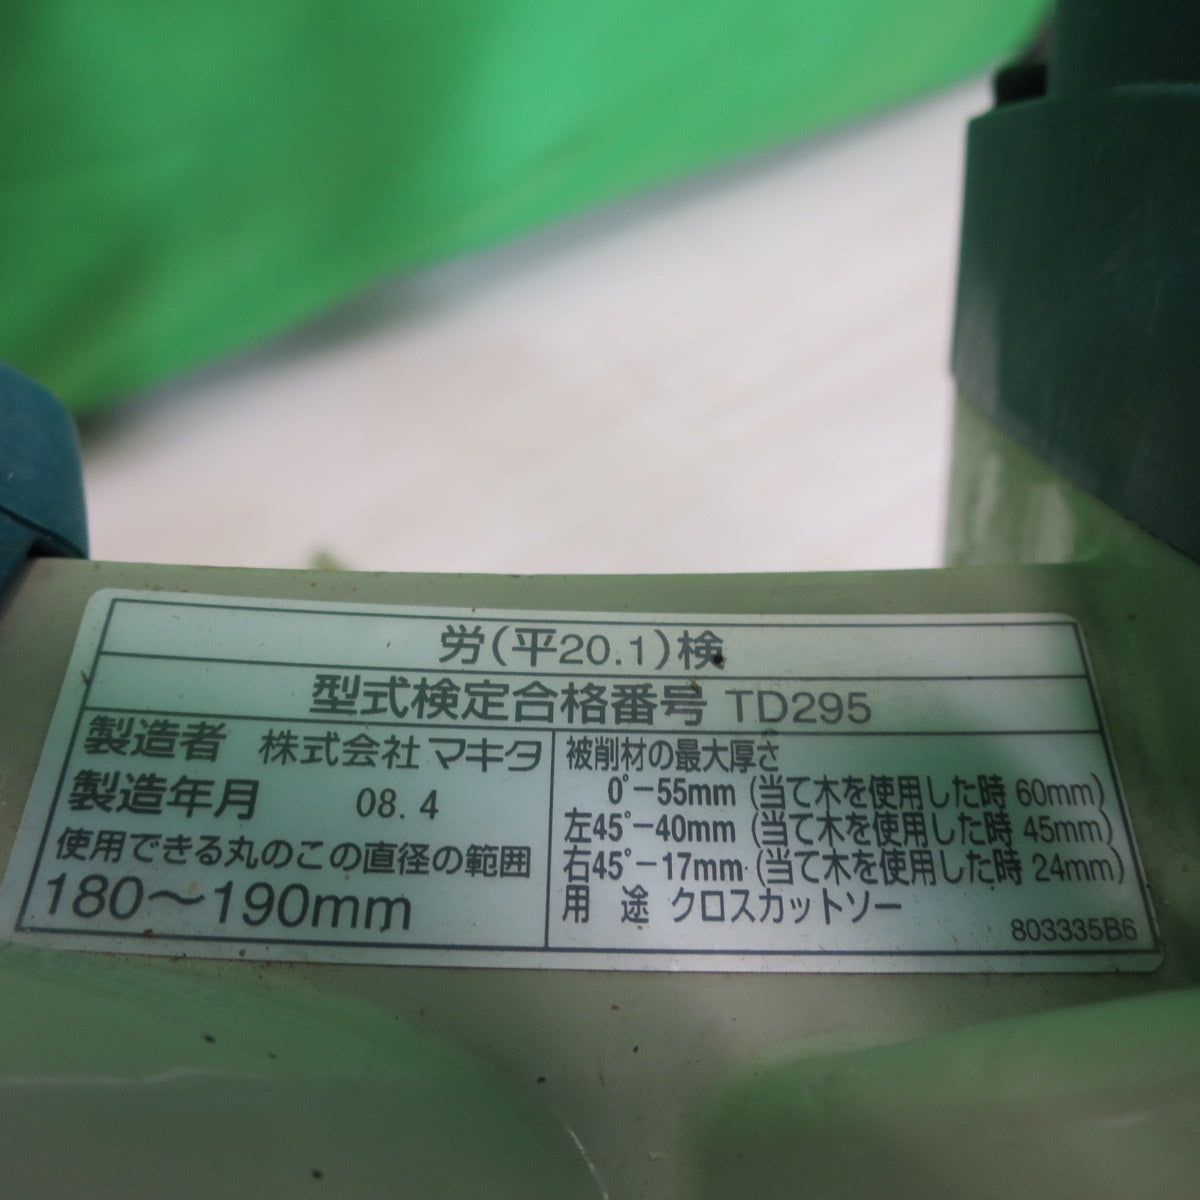 労(平20.1)検
型式検定合格番号 TD295
製造者 株式会社マキタ
製造年月 08.4
使用できる丸のこの直径の範囲
180～190mm
被削材の最大厚さ
0°－55mm (当て木を使用した時 60mm)
左45°－40mm (当て木を使用した時 45mm)
右45°－17mm (当て木を使用した時 24mm)
用 途 クロスカットソー
803335B6